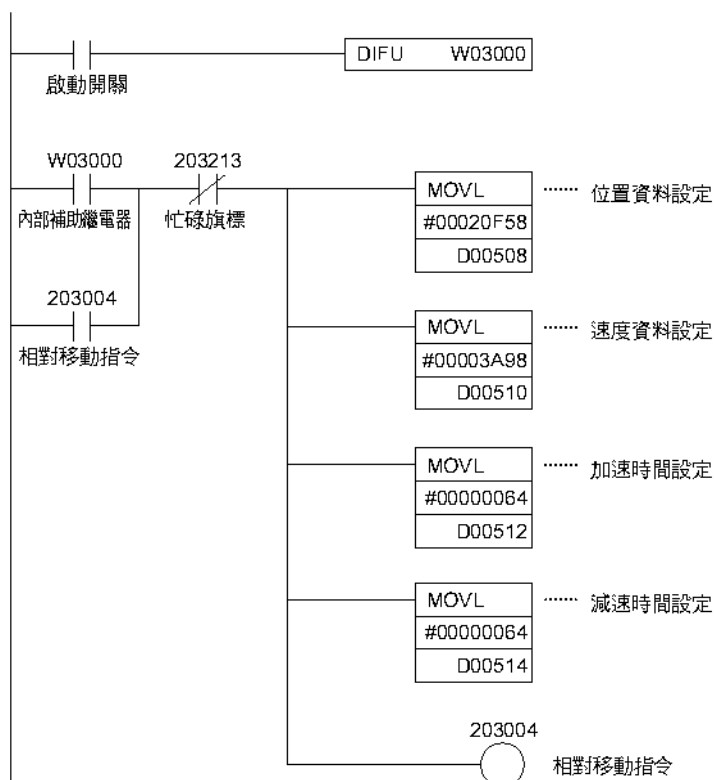 DIFU W03000
啟動開關
W03000 203213
MOVL ······ 位置資料設定
內部補助繼電器 忙碌旗標
#00020F58
D00508
203004
MOVL ······ 速度資料設定
相對移動指令
#00003A98
D00510
MOVL ······ 加速時間設定
#00000064
D00512
MOVL ······ 減速時間設定
#00000064
D00514
203004
相對移動指令